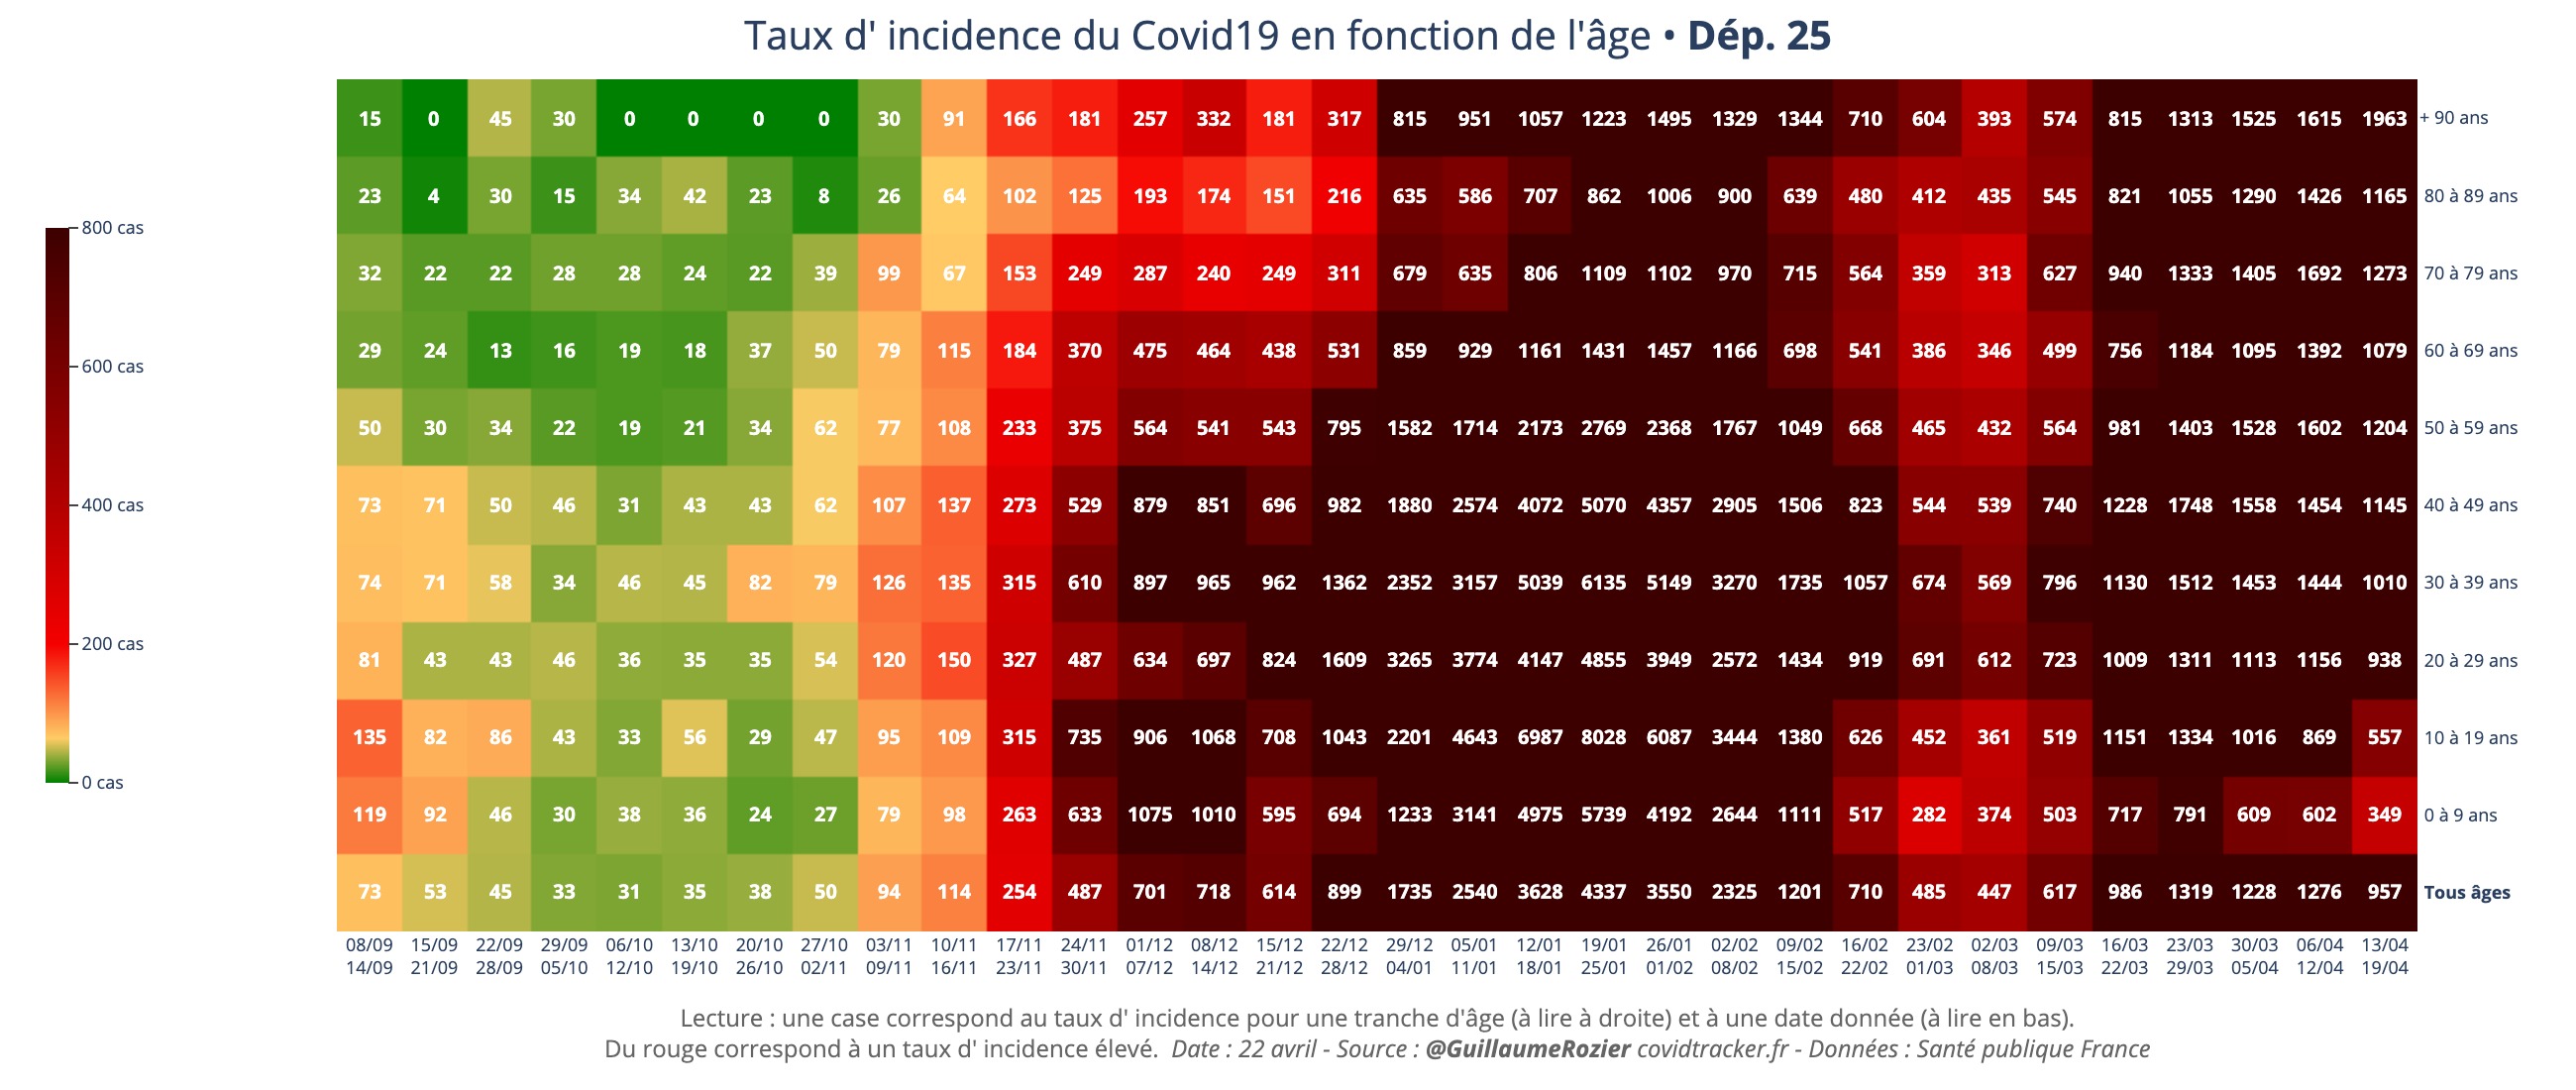 Taux d' incidence du Covid19 en fonction de l'âge • Dép. 25
15 0 45 30 0 0 0 0 30 91 166 181 257 332 181 317 815 951 1057 1223 1495 1329 1344 710 604 393 574 815 1313 1525 1615 1963 + 90 ans
23 4 30 15 34 42 23 8 26 64 102 125 193 174 151 216 635 586 707 862 1006 900 639 480 412 435 545 821 1055 1290 1426 1165 80 à 89 ans
800 cas
32 22 22 28 28 24 22 39 99 67 153 249 287 240 249 311 679 635 806 1109 1102 970 715 564 359 313 627 940 1333 1405 1692 1273 70 à 79 ans
29 24 13 16 19 18 37 50 79 115 184 370 475 464 438 531 859 929 1161 1431 1457 1166 698 541 386 346 499 756 1184 1095 1392 1079 60 à 69 ans
600 cas
50 30 34 22 19 21 34 62 77 108 233 375 564 541 543 795 1582 1714 2173 2769 2368 1767 1049 668 465 432 564 981 1403 1528 1602 1204 50 à 59 ans
400 cas
73 71 50 46 31 43 43 62 107 137 273 529 879 851 696 982 1880 2574 4072 5070 4357 2905 1506 823 544 539 740 1228 1748 1558 1454 1145 40 à 49 ans
74 71 58 34 46 45 82 79 126 135 315 610 897 965 962 1362 2352 3157 5039 6135 5149 3270 1735 1057 674 569 796 1130 1512 1453 1444 1010 30 à 39 ans
200 cas
81 43 43 46 36 35 35 54 120 150 327 487 634 697 824 1609 3265 3774 4147 4855 3949 2572 1434 919 691 612 723 1009 1311 1113 1156 938 20 à 29 ans
135 82 86 43 33 56 29 47 95 109 315 735 906 1068 708 1043 2201 4643 6987 8028 6087 3444 1380 626 452 361 519 1151 1334 1016 869 557 10 à 19 ans
0 cas
119 92 46 30 38 36 24 27 79 98 263 633 1075 1010 595 694 1233 3141 4975 5739 4192 2644 1111 517 282 374 503 717 791 609 602 349 0 à 9 ans
73 53 45 33 31 35 38 50 94 114 254 487 701 718 614 899 1735 2540 3628 4337 3550 2325 1201 710 485 447 617 986 1319 1228 1276 957 Tous âges
08/09 15/09 22/09 29/09 06/10 13/10 20/10 27/10 03/11 10/11 17/11 24/11 01/12 08/12 15/12 22/12 29/12 05/01 12/01 19/01 26/01 02/02 09/02 16/02 23/02 02/03 09/03 16/03 23/03 30/03 06/04 13/04
14/09 21/09 28/09 05/10 12/10 19/10 26/10 02/11 09/11 16/11 23/11 30/11 07/12 14/12 21/12 28/12 04/01 11/01 18/01 25/01 01/02 08/02 15/02 22/02 01/03 08/03 15/03 22/03 29/03 05/04 12/04 19/04
Lecture : une case correspond au taux d' incidence pour une tranche d'âge (à lire à droite) et à une date donnée (à lire en bas).
Du rouge correspond à un taux d' incidence élevé. Date : 22 avril - Source : @GuillaumeRozier covidtracker.fr - Données : Santé publique France